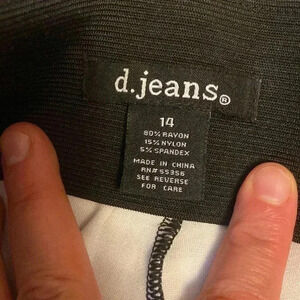 d.jeans®
14
80% RAYON
15% NYLON
5% SPANDEX
MADE IN CHINA
RN# 55356
SEE REVERSE
FOR CARE